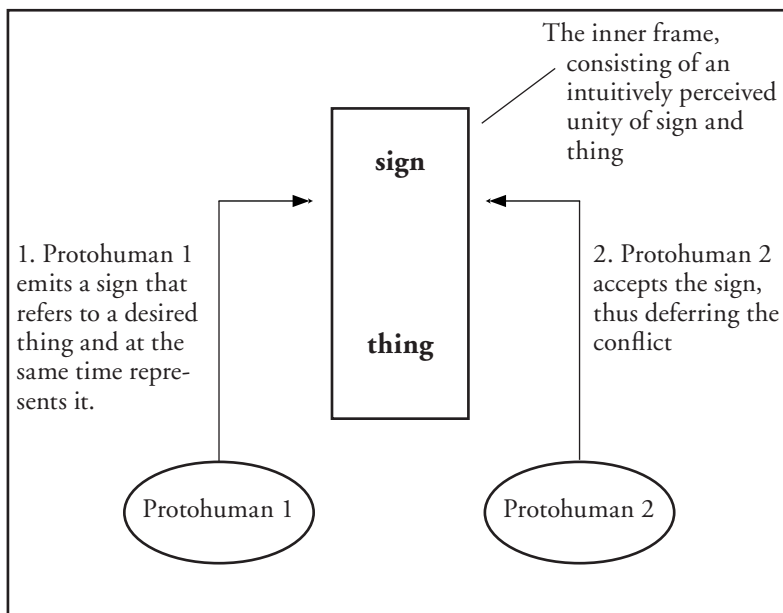 The inner frame,
consisting of an
intuitively perceived
unity of sign and
thing
sign
1. Protohuman 1
emits a sign that
refers to a desired
thing and at the
same time repre-
sents it.
2. Protohuman 2
accepts the sign,
thus deferring the
conflict
thing
Protohuman 1
Protohuman 2